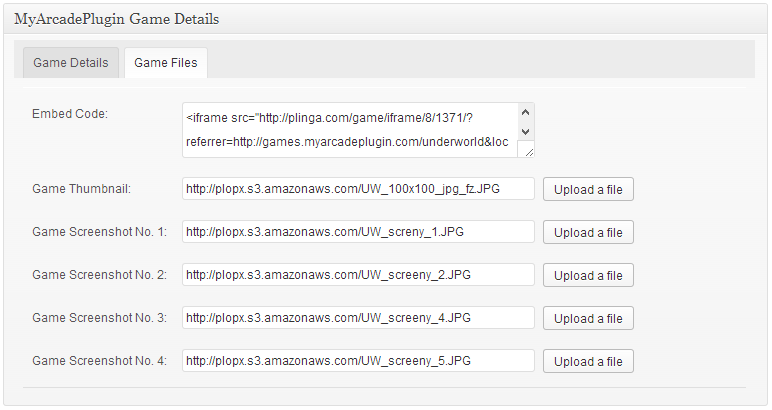 MyArcadePlugin Game Details
Game Details Game Files
Embed Code:
<iframe src="http://plinga.com/game/iframe/8/1371/?
referrer=http://games.myarcadeplugin.com/underworld&loc
Game Thumbnail: http://plopx.s3.amazonaws.com/UW_100x100_jpg_fz.JPG Upload a file
Game Screenshot No. 1: http://plopx.s3.amazonaws.com/UW_screny_1.JPG Upload a file
Game Screenshot No. 2: http://plopx.s3.amazonaws.com/UW_screeny_2.JPG Upload a file
Game Screenshot No. 3: http://plopx.s3.amazonaws.com/UW_screeny_4.JPG Upload a file
Game Screenshot No. 4: http://plopx.s3.amazonaws.com/UW_screeny_5.JPG Upload a file